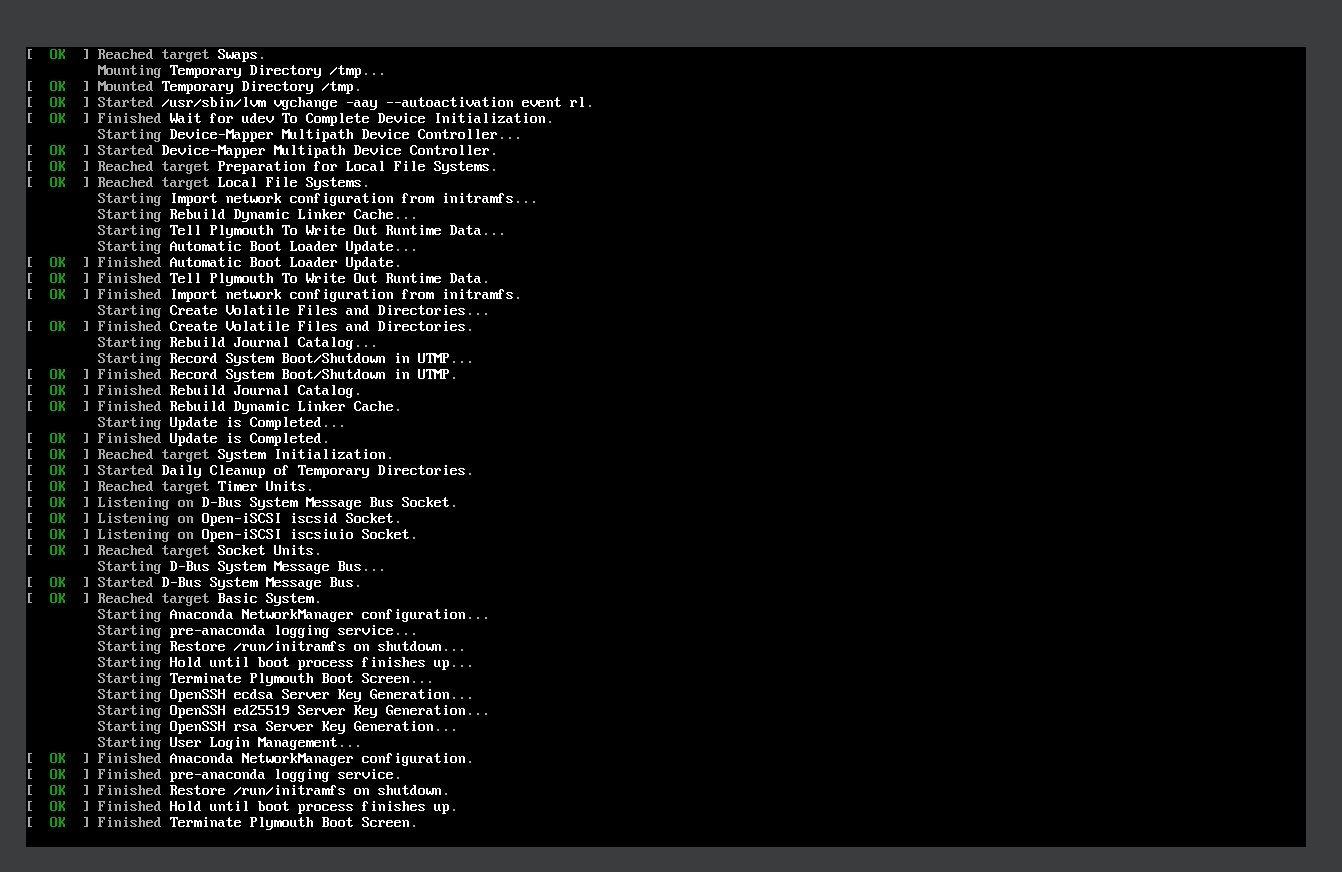 [  OK  ] Reached target Swaps.
         Mounting Temporary Directory /tmp...
[  OK  ] Mounted Temporary Directory /tmp.
[  OK  ] Started /usr/sbin/lvm vgchange -aay --autoactivation event rl.
[  OK  ] Finished Wait for udev To Complete Device Initialization.
         Starting Device-Mapper Multipath Device Controller...
[  OK  ] Started Device-Mapper Multipath Device Controller.
[  OK  ] Reached target Preparation for Local File Systems.
[  OK  ] Reached target Local File Systems.
         Starting Import network configuration from initramfs...
         Starting Rebuild Dynamic Linker Cache...
         Starting Tell Plymouth To Write Out Runtime Data...
         Starting Automatic Boot Loader Update...
[  OK  ] Finished Automatic Boot Loader Update.
[  OK  ] Finished Tell Plymouth To Write Out Runtime Data.
[  OK  ] Finished Import network configuration from initramfs.
         Starting Create Volatile Files and Directories...
[  OK  ] Finished Create Volatile Files and Directories.
         Starting Rebuild Journal Catalog...
         Starting Record System Boot/Shutdown in UTMP...
[  OK  ] Finished Record System Boot/Shutdown in UTMP.
[  OK  ] Finished Rebuild Journal Catalog.
[  OK  ] Finished Rebuild Dynamic Linker Cache.
         Starting Update is Completed...
[  OK  ] Finished Update is Completed.
[  OK  ] Reached target System Initialization.
[  OK  ] Started Daily Cleanup of Temporary Directories.
[  OK  ] Reached target Timer Units.
[  OK  ] Listening on D-Bus System Message Bus Socket.
[  OK  ] Listening on Open-iSCSI iscsid Socket.
[  OK  ] Listening on Open-iSCSI iscsiuio Socket.
[  OK  ] Reached target Socket Units.
         Starting D-Bus System Message Bus...
[  OK  ] Started D-Bus System Message Bus.
[  OK  ] Reached target Basic System.
         Starting Anaconda NetworkManager configuration...
         Starting pre-anaconda logging service...
         Starting Restore /run/initramfs on shutdown...
         Starting Hold until boot process finishes up...
         Starting Terminate Plymouth Boot Screen...
         Starting OpenSSH ecdsa Server Key Generation...
         Starting OpenSSH ed25519 Server Key Generation...
         Starting OpenSSH rsa Server Key Generation...
         Starting User Login Management...
[  OK  ] Finished Anaconda NetworkManager configuration.
[  OK  ] Finished pre-anaconda logging service.
[  OK  ] Finished Restore /run/initramfs on shutdown.
[  OK  ] Finished Hold until boot process finishes up.
[  OK  ] Finished Terminate Plymouth Boot Screen.